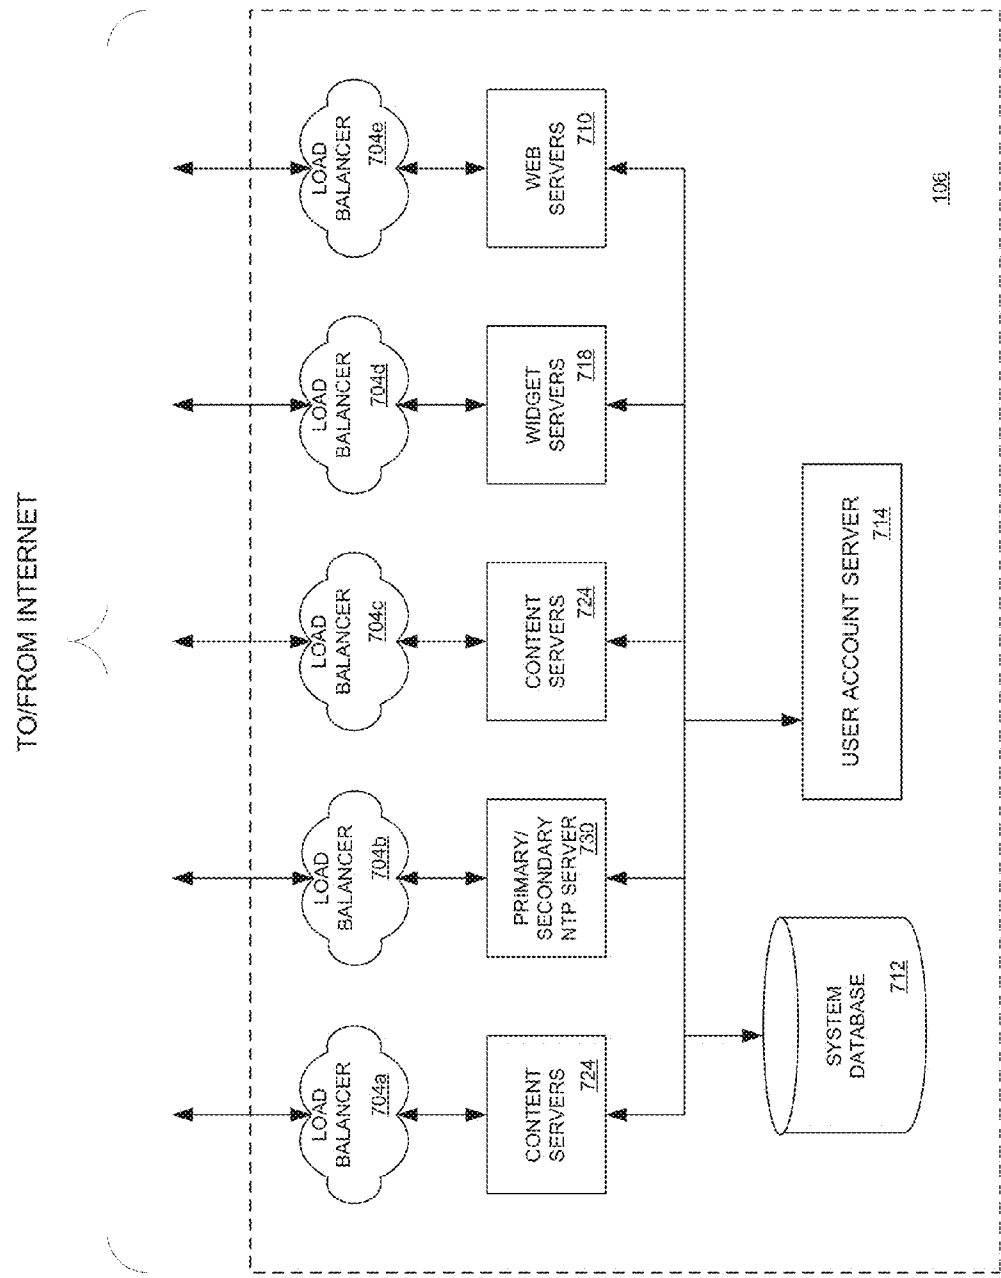 TO/FROM INTERNET
LOAD
BALANCER
704a
LOAD
BALANCER
704b
LOAD
BALANCER
704c
LOAD
BALANCER
704d
LOAD
BALANCER
704e
CONTENT
SERVERS
724
PRIMARY/
SECONDARY
NTP SERVER
730
CONTENT
SERVERS
724
WIDGET
SERVERS
718
WEB
SERVERS
710
SYSTEM
DATABASE
712
USER ACCOUNT SERVER
714
106